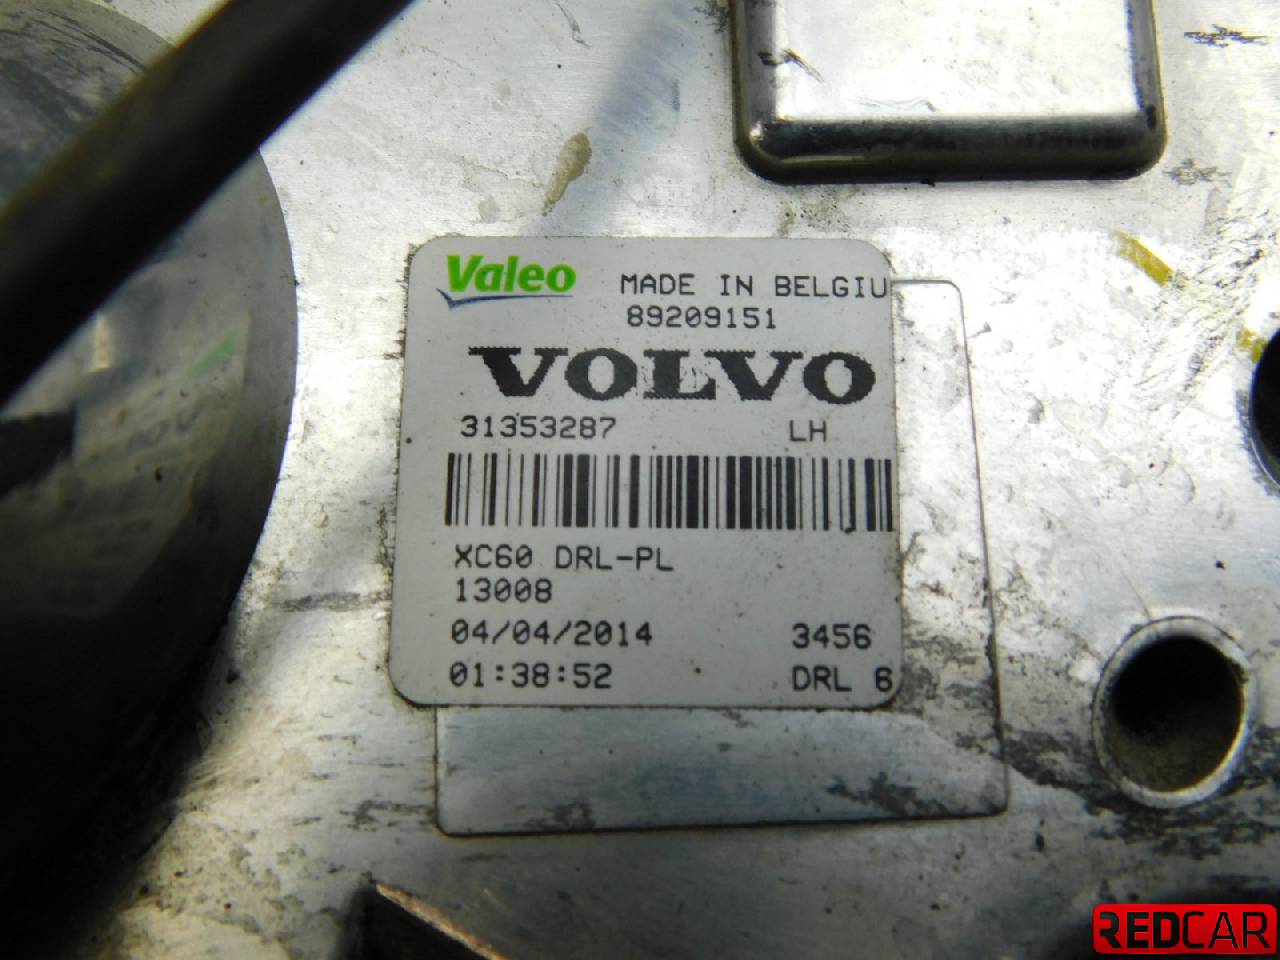 Valeo MADE IN BELGIU
89209151
VOLVO
31353287 LH
XC60 DRL-PL
13008
04/04/2014 3456
01:38:52 DRL 6
REDCAR